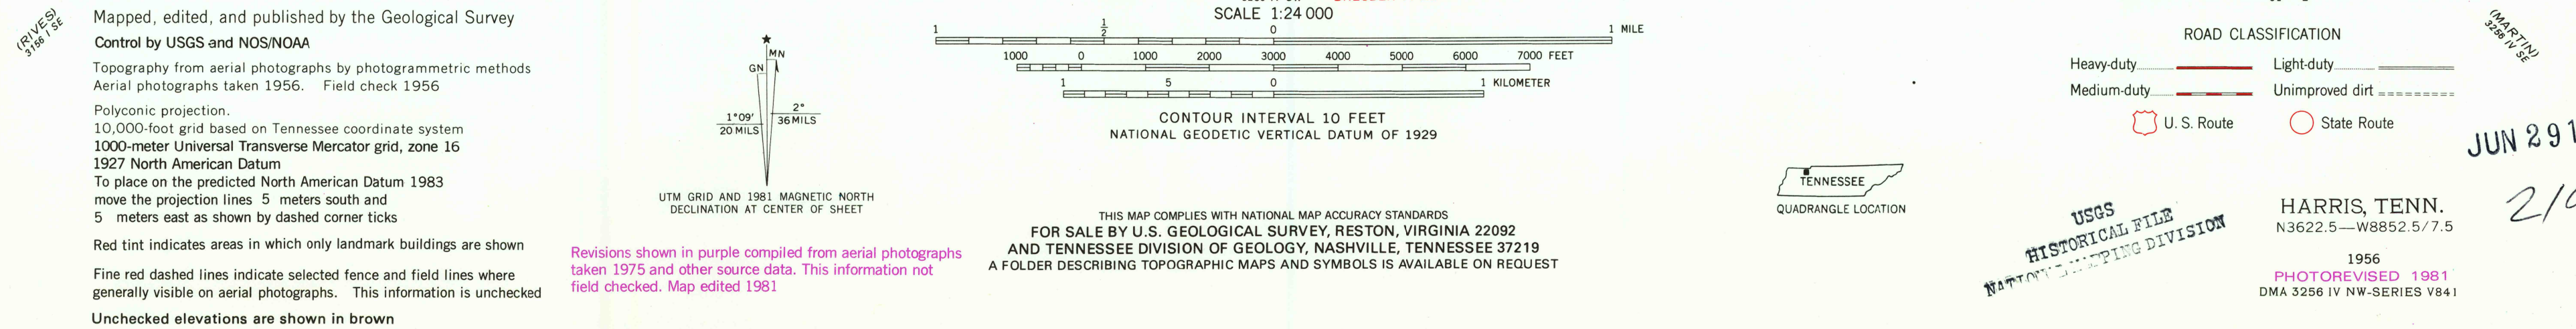 (RIVES)
3156 I SE
Mapped, edited, and published by the Geological Survey
Control by USGS and NOS/NOAA
Topography from aerial photographs by photogrammetric methods
Aerial photographs taken 1956. Field check 1956
Polyconic projection.
10,000-foot grid based on Tennessee coordinate system
1000-meter Universal Transverse Mercator grid, zone 16
1927 North American Datum
To place on the predicted North American Datum 1983
move the projection lines 5 meters south and
5 meters east as shown by dashed corner ticks
Red tint indicates areas in which only landmark buildings are shown
Fine red dashed lines indicate selected fence and field lines where
generally visible on aerial photographs. This information is unchecked
Unchecked elevations are shown in brown
MN
GN
1°09'
20 MILS
2°
36 MILS
UTM GRID AND 1981 MAGNETIC NORTH
DECLINATION AT CENTER OF SHEET
Revisions shown in purple compiled from aerial photographs
taken 1975 and other source data. This information not
field checked. Map edited 1981
SCALE 1:24 000
1 ½ 0 1 MILE
1000 0 1000 2000 3000 4000 5000 6000 7000 FEET
1 5 0 1 KILOMETER
CONTOUR INTERVAL 10 FEET
NATIONAL GEODETIC VERTICAL DATUM OF 1929
THIS MAP COMPLIES WITH NATIONAL MAP ACCURACY STANDARDS
FOR SALE BY U.S. GEOLOGICAL SURVEY, RESTON, VIRGINIA 22092
AND TENNESSEE DIVISION OF GEOLOGY, NASHVILLE, TENNESSEE 37219
A FOLDER DESCRIBING TOPOGRAPHIC MAPS AND SYMBOLS IS AVAILABLE ON REQUEST
TENNESSEE
QUADRANGLE LOCATION
ROAD CLASSIFICATION
Heavy-duty Light-duty
Medium-duty Unimproved dirt
U. S. Route State Route
USGS
HISTORICAL FILE
NATIONAL MAPPING DIVISION
(MARTIN)
3256 IV SE
JUN 29
HARRIS, TENN.
N3622.5—W8852.5/7.5
1956
PHOTOREVISED 1981
DMA 3256 IV NW-SERIES V841